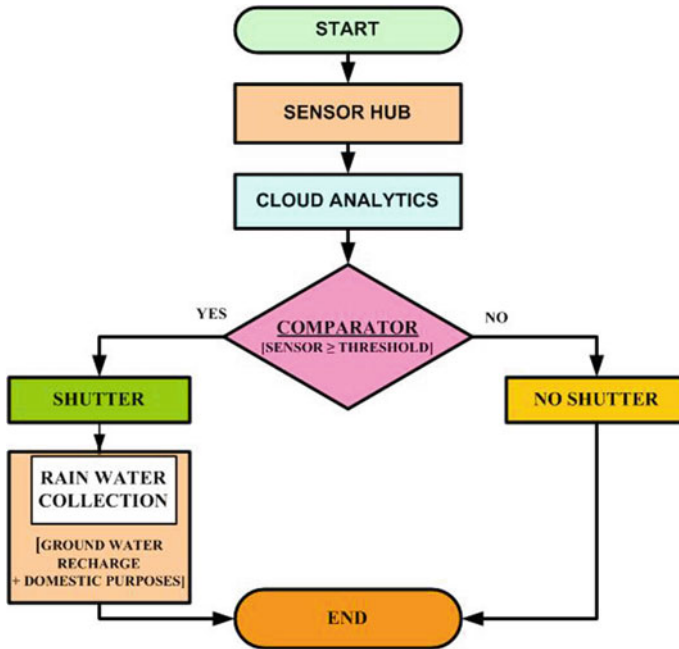 START
SENSOR HUB
CLOUD ANALYTICS
YES
COMPARATOR
[SENSOR ≥ THRESHOLD]
NO
SHUTTER
NO SHUTTER
RAIN WATER
COLLECTION
[GROUND WATER
RECHARGE
+ DOMESTIC PURPOSES]
END